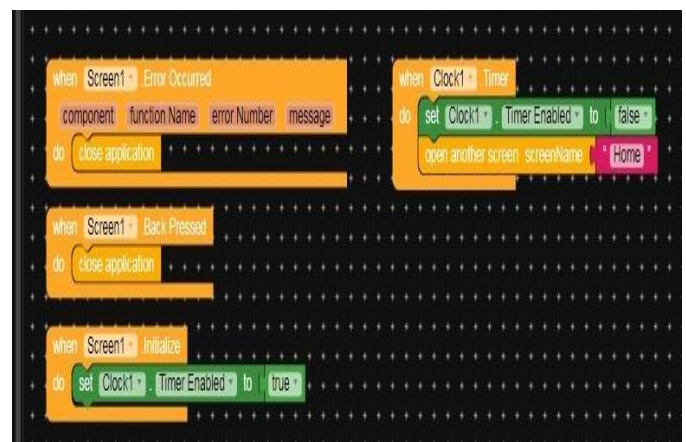 when Screen1 . Error Occurred
component function Name error Number message
do close application
when Screen1 . Back Pressed
do close application
when Screen1 . Initialize
do set Clock1 . Timer Enabled to true
when Clock1 . Timer
do set Clock1 . Timer Enabled to false
open another screen screenName " Home "